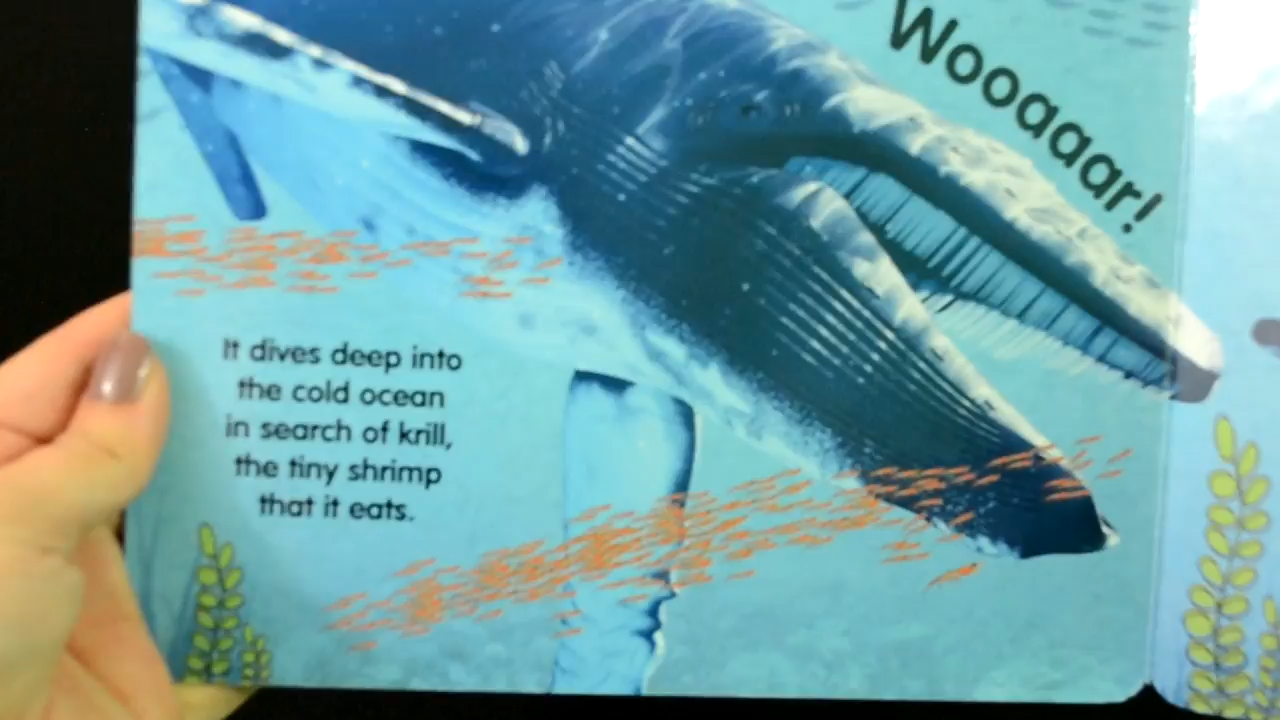 Wooaaar!
It dives deep into
the cold ocean
in search of krill,
the tiny shrimp
that it eats.